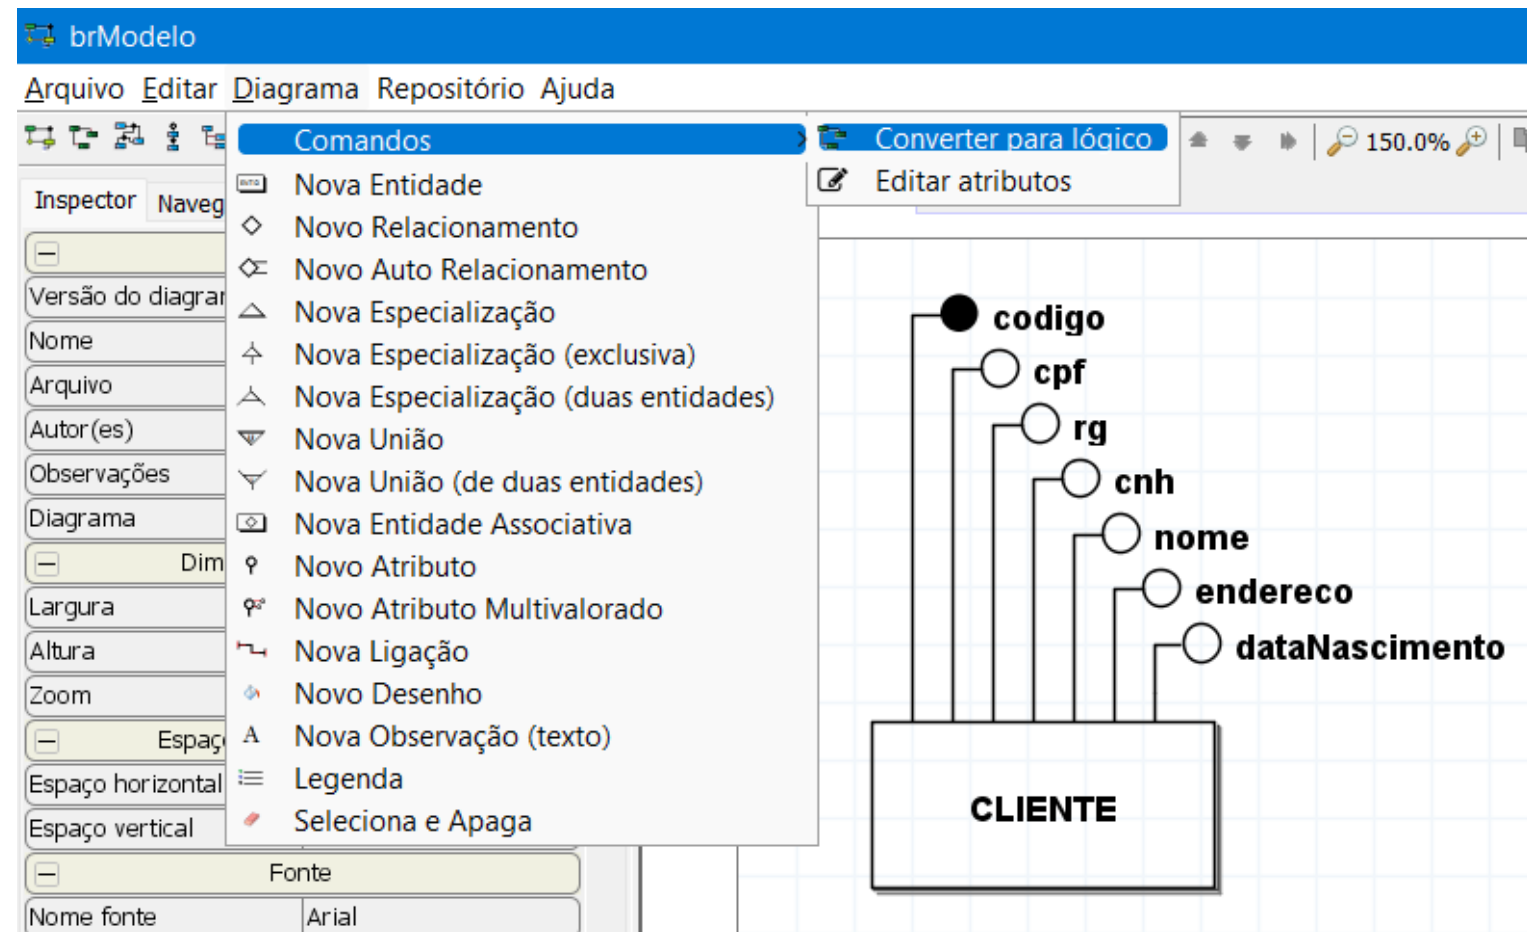 brModelo
Arquivo Editar Diagrama Repositório Ajuda
Comandos
Converter para lógico
150.0%
Editar atributos
Inspector
Naveg
Nova Entidade
Novo Relacionamento
Novo Auto Relacionamento
Nova Especialização
Nova Especialização (exclusiva)
Nova Especialização (duas entidades)
Nova União
Nova União (de duas entidades)
Nova Entidade Associativa
Novo Atributo
Novo Atributo Multivalorado
Nova Ligação
Novo Desenho
A Nova Observação (texto)
Legenda
Seleciona e Apaga
Versão do diagrar
Nome
Arquivo
Autor(es)
Observações
Diagrama
Dim
Largura
Altura
Zoom
Espaç
Espaço horizontal
Espaço vertical
Fonte
Nome fonte Arial
codigo
cpf
rg
cnh
nome
endereco
dataNascimento
CLIENTE